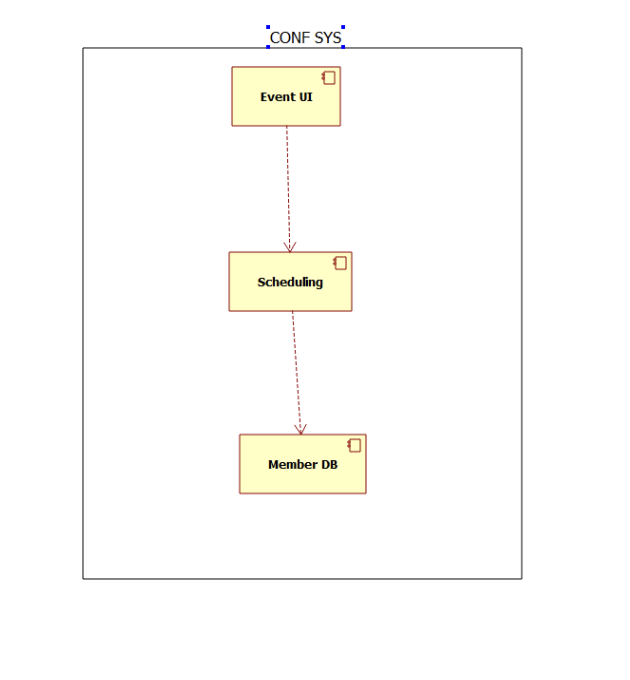 CONF SYS
Event UI
Scheduling
Member DB